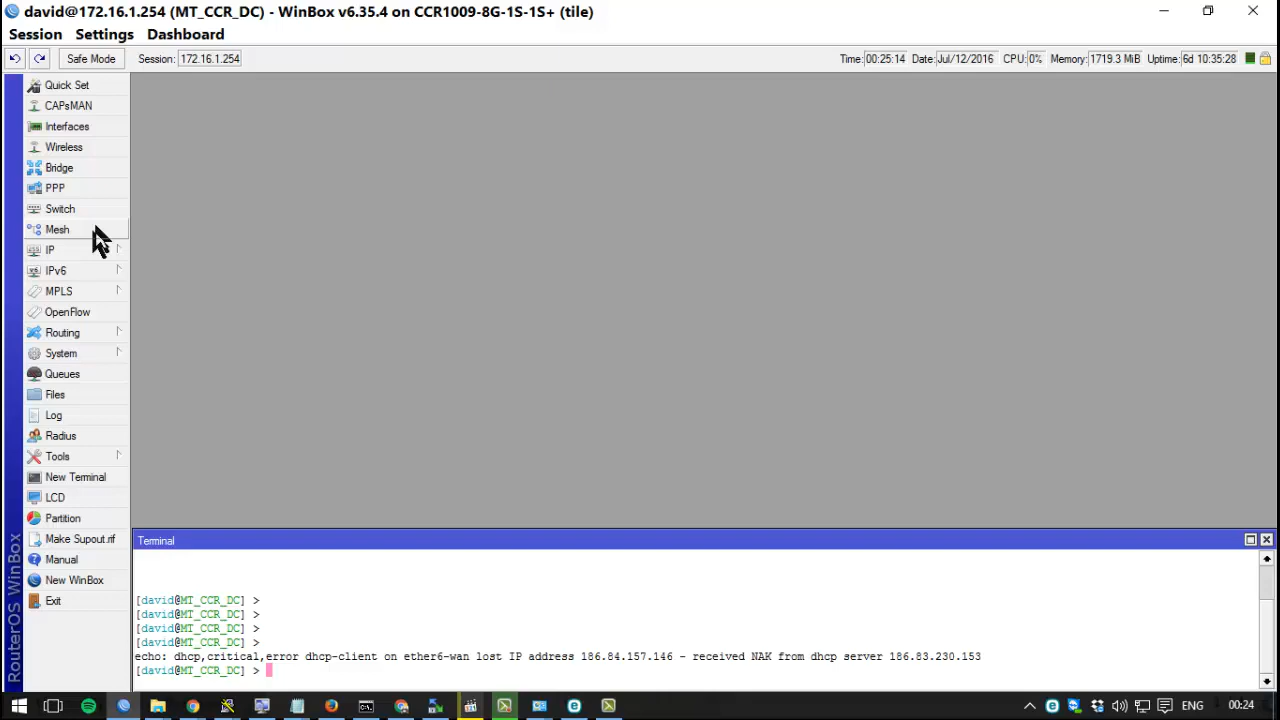 david@172.16.1.254 (MT_CCR_DC) - WinBox v6.35.4 on CCR1009-8G-1S-1S+ (tile)
Session Settings Dashboard
Safe Mode Session: 172.16.1.254 Time: 00:25:14 Date: Jul/12/2016 CPU: 0% Memory: 1719.3 MiB Uptime: 6d 10:35:28
Quick Set
CAPsMAN
Interfaces
Wireless
Bridge
PPP
Switch
Mesh
IP
IPv6
MPLS
OpenFlow
Routing
System
Queues
Files
Log
Radius
Tools
New Terminal
LCD
Partition
Make Supout.rif
Manual
New WinBox
Exit
RouterOS WinBox
Terminal
[david@MT_CCR_DC] >
[david@MT_CCR_DC] >
[david@MT_CCR_DC] >
[david@MT_CCR_DC] >
echo: dhcp,critical,error dhcp-client on ether6-wan lost IP address 186.84.157.146 - received NAK from dhcp server 186.83.230.153
[david@MT_CCR_DC] >
ENG 00:24